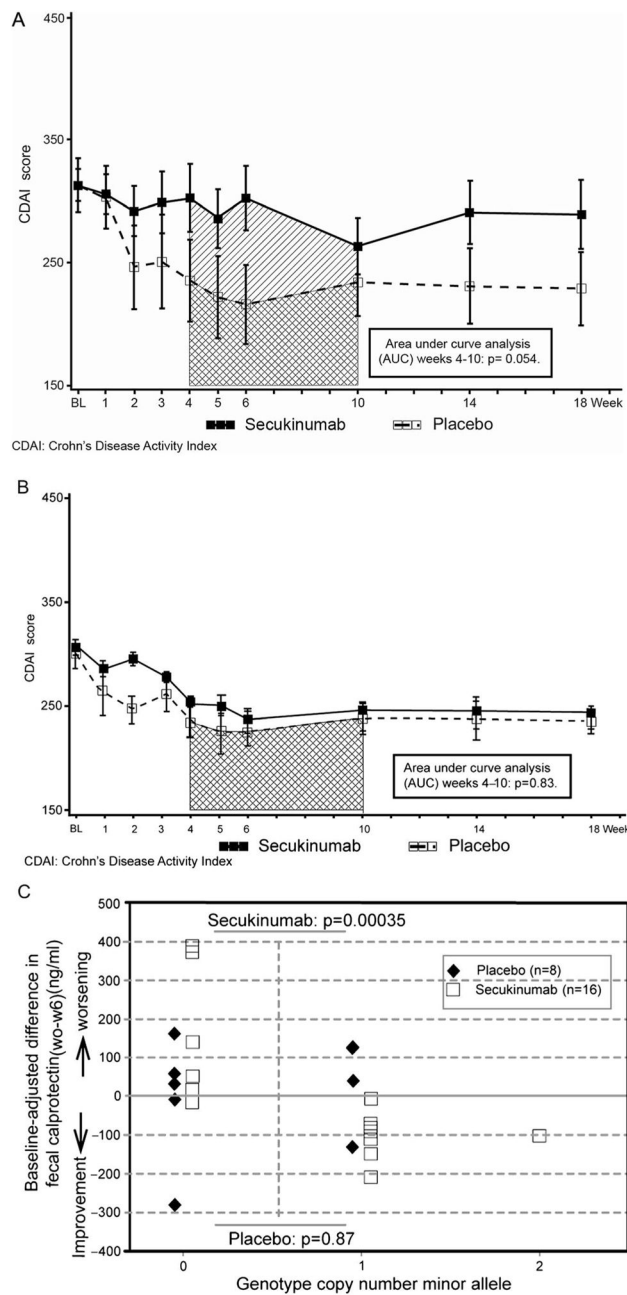 A
450
350
CDAI score
250
150
Area under curve analysis
(AUC) weeks 4-10: p= 0.054.
BL 1 2 3 4 5 6 10 14 18 Week
Secukinumab Placebo
CDAI: Crohn's Disease Activity Index
B
450
350
CDAI score
250
150
Area under curve analysis
(AUC) weeks 4–10: p=0.83.
BL 1 2 3 4 5 6 10 14 18 Week
Secukinumab Placebo
CDAI: Crohn's Disease Activity Index
C
Baseline-adjusted difference in
fecal calprotectin(wo-w6)(ng/ml)
Improvement worsening
500
400
300
200
100
0
−100
−200
−300
−400
Secukinumab: p=0.00035
Placebo (n=8)
Secukinumab (n=16)
Placebo: p=0.87
0 1 2
Genotype copy number minor allele